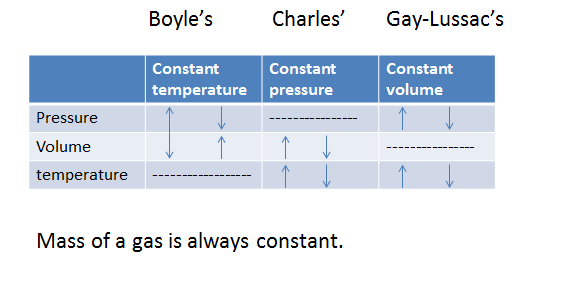 Boyle’s Charles’ Gay-Lussac’s
Constant temperature Constant pressure Constant volume
Pressure
Volume
temperature
Mass of a gas is always constant.